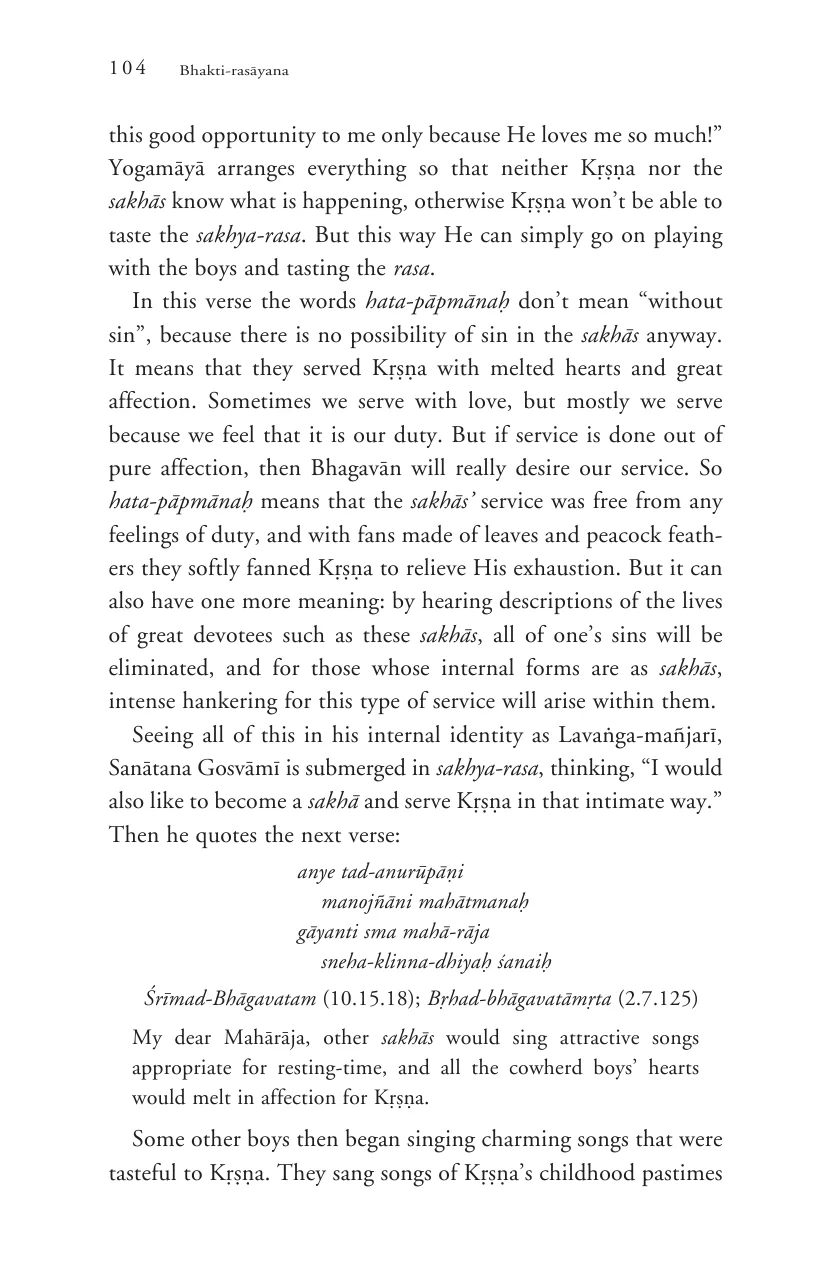 104 Bhakti-rasāyana
this good opportunity to me only because He loves me so much!”
Yogamāyā arranges everything so that neither Kṛṣṇa nor the
sakhās know what is happening, otherwise Kṛṣṇa won’t be able to
taste the sakhya-rasa. But this way He can simply go on playing
with the boys and tasting the rasa.
In this verse the words hata-pāpmānaḥ don’t mean “without
sin”, because there is no possibility of sin in the sakhās anyway.
It means that they served Kṛṣṇa with melted hearts and great
affection. Sometimes we serve with love, but mostly we serve
because we feel that it is our duty. But if service is done out of
pure affection, then Bhagavān will really desire our service. So
hata-pāpmānaḥ means that the sakhās’ service was free from any
feelings of duty, and with fans made of leaves and peacock feath-
ers they softly fanned Kṛṣṇa to relieve His exhaustion. But it can
also have one more meaning: by hearing descriptions of the lives
of great devotees such as these sakhās, all of one’s sins will be
eliminated, and for those whose internal forms are as sakhās,
intense hankering for this type of service will arise within them.
Seeing all of this in his internal identity as Lavaṅga-mañjarī,
Sanātana Gosvāmī is submerged in sakhya-rasa, thinking, “I would
also like to become a sakhā and serve Kṛṣṇa in that intimate way.”
Then he quotes the next verse:
anye tad-anurūpāṇi
manojñāni mahātmanaḥ
gāyanti sma mahā-rāja
sneha-klinna-dhiyaḥ śanaiḥ
Śrīmad-Bhāgavatam (10.15.18); Bṛhad-bhāgavatāmṛta (2.7.125)
My dear Mahārāja, other sakhās would sing attractive songs
appropriate for resting-time, and all the cowherd boys’ hearts
would melt in affection for Kṛṣṇa.
Some other boys then began singing charming songs that were
tasteful to Kṛṣṇa. They sang songs of Kṛṣṇa’s childhood pastimes